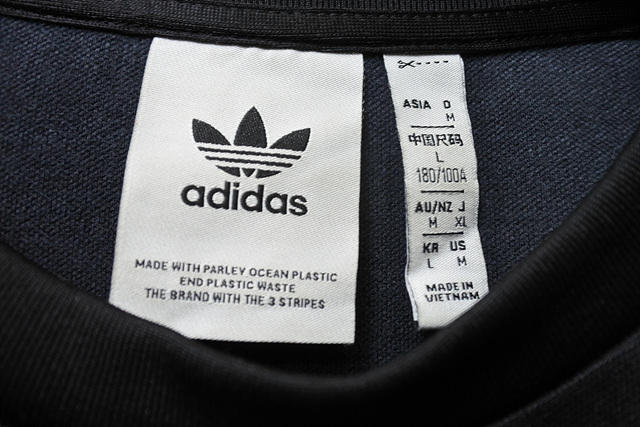 adidas
MADE WITH PARLEY OCEAN PLASTIC
END PLASTIC WASTE
THE BRAND WITH THE 3 STRIPES
ASIA D
M
中国尺码
L
180/100A
AU/NZ J
M XL
KR US
L M
MADE IN
VIETNAM